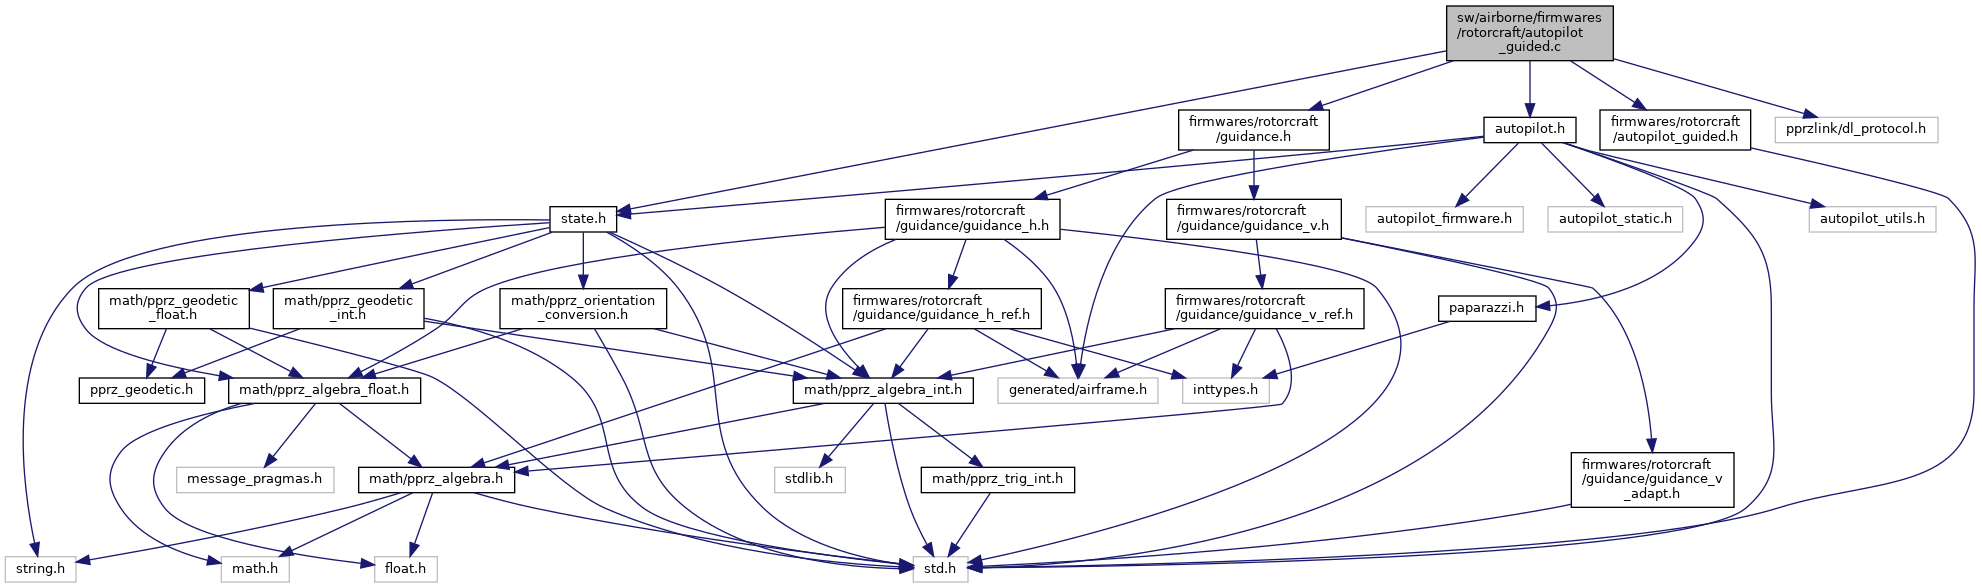 sw/airborne/firmwares
/rotorcraft/autopilot
_guided.c
firmwares/rotorcraft
/guidance.h
autopilot.h
firmwares/rotorcraft
/autopilot_guided.h
pprzlink/dl_protocol.h
state.h
firmwares/rotorcraft
/guidance/guidance_h.h
firmwares/rotorcraft
/guidance/guidance_v.h
autopilot_firmware.h
autopilot_static.h
autopilot_utils.h
math/pprz_geodetic
_float.h
math/pprz_geodetic
_int.h
math/pprz_orientation
_conversion.h
firmwares/rotorcraft
/guidance/guidance_h_ref.h
firmwares/rotorcraft
/guidance/guidance_v_ref.h
paparazzi.h
pprz_geodetic.h
math/pprz_algebra_float.h
math/pprz_algebra_int.h
generated/airframe.h
inttypes.h
message_pragmas.h
math/pprz_algebra.h
stdlib.h
math/pprz_trig_int.h
firmwares/rotorcraft
/guidance/guidance_v
_adapt.h
string.h
math.h
float.h
std.h